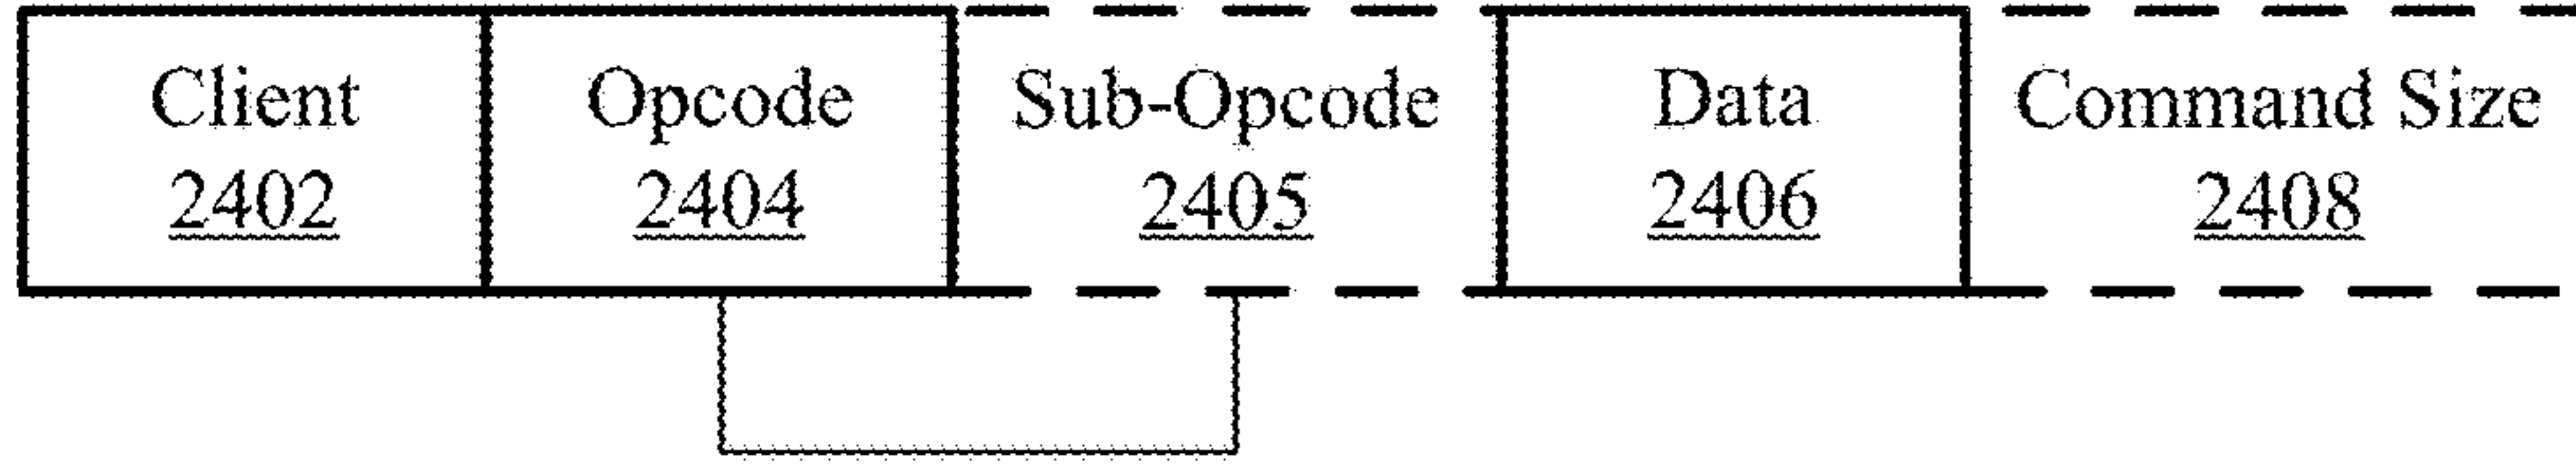 Client
2402
Opcode
2404
Sub-Opcode
2405
Data
2406
Command Size
2408